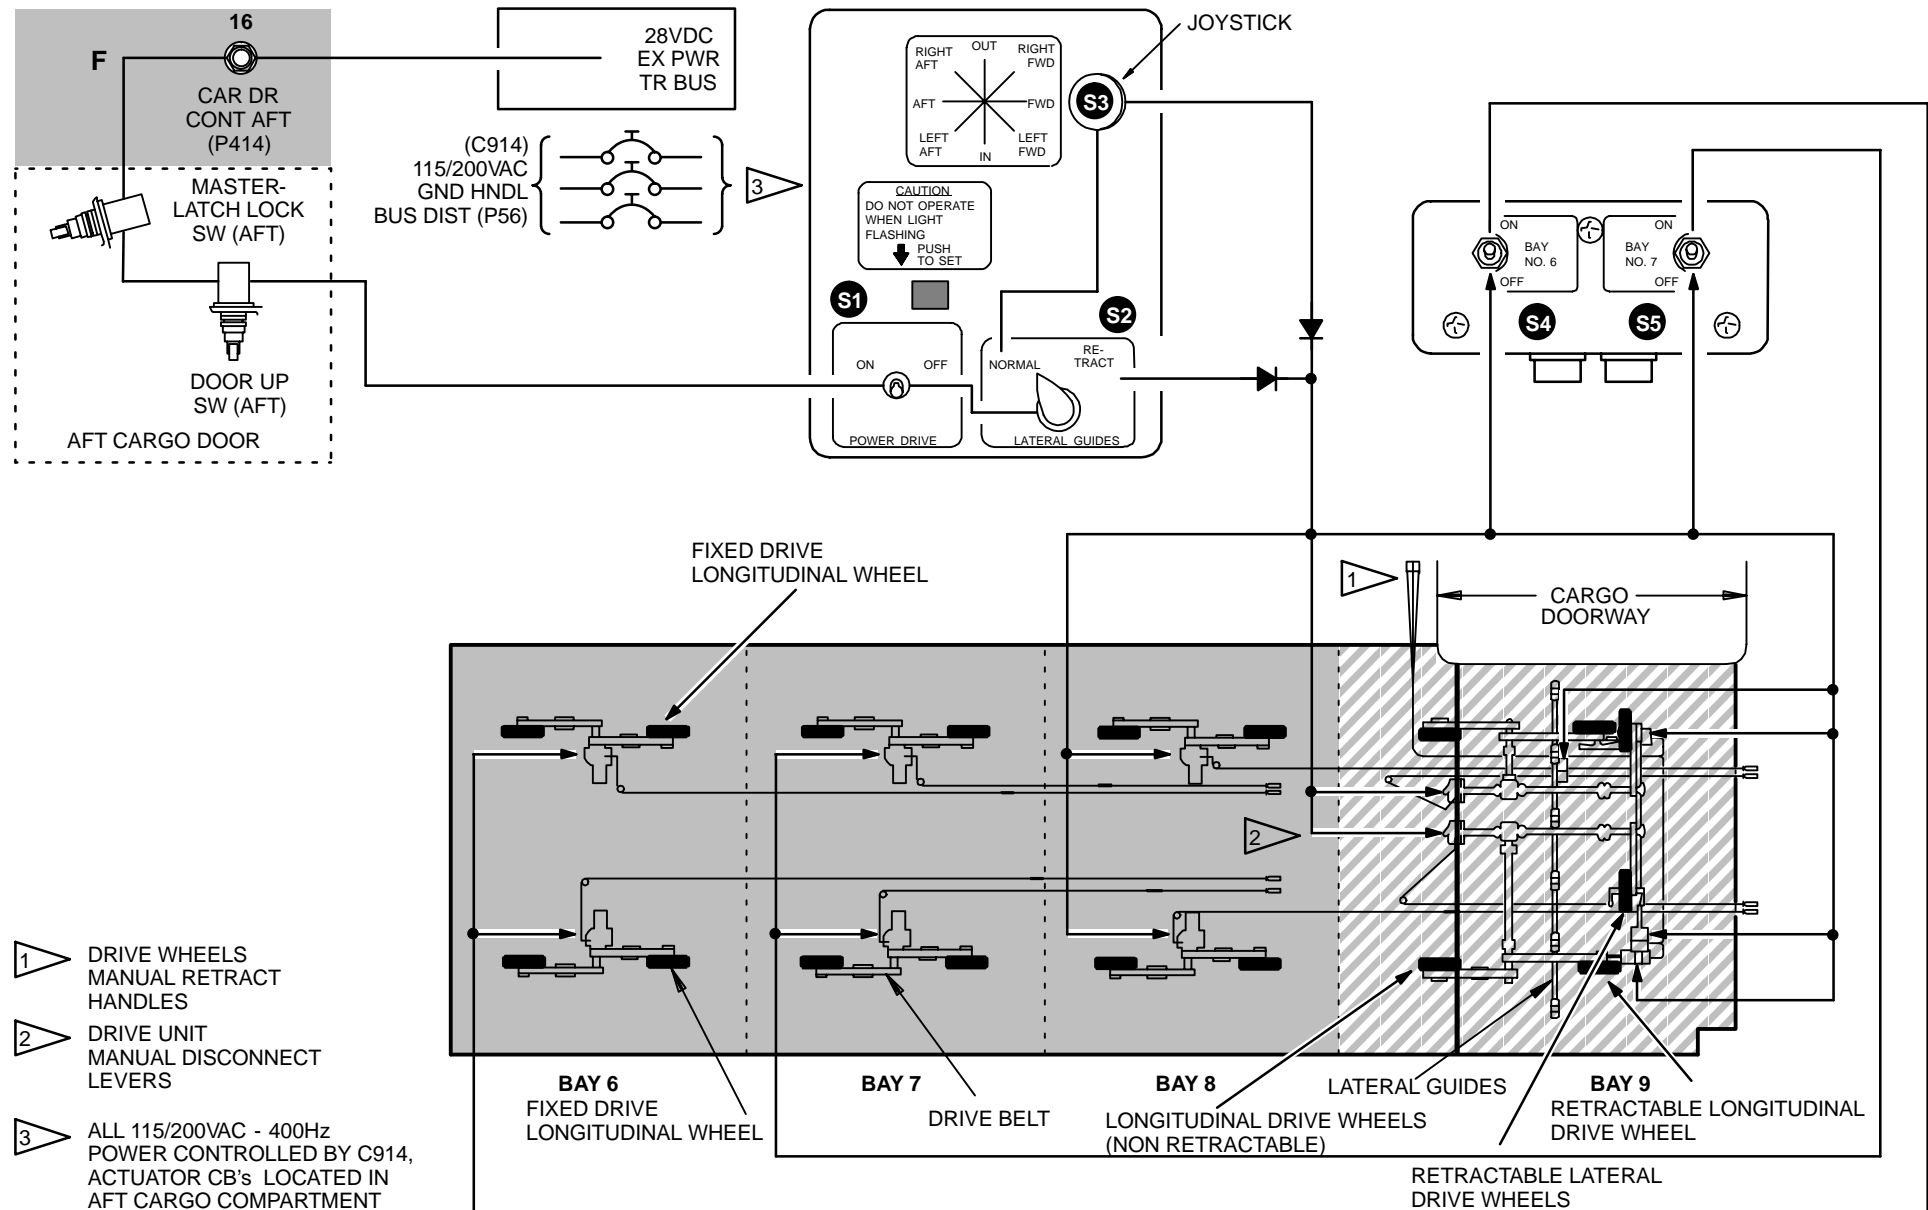 16
F
CAR DR
CONT AFT
(P414)
28VDC
EX PWR
TR BUS
MASTER-
LATCH LOCK
SW (AFT)
DOOR UP
SW (AFT)
AFT CARGO DOOR
(C914)
115/200VAC
GND HNDL
BUS DIST (P56)
3
JOYSTICK
RIGHT
AFT
OUT
RIGHT
FWD
AFT
FWD
LEFT
AFT
IN
LEFT
FWD
S3
CAUTION
DO NOT OPERATE
WHEN LIGHT
FLASHING
PUSH
TO SET
S1
S2
ON
OFF
POWER DRIVE
NORMAL
RE-
TRACT
LATERAL GUIDES
ON
BAY
NO. 6
OFF
ON
BAY
NO. 7
OFF
S4
S5
FIXED DRIVE
LONGITUDINAL WHEEL
1
CARGO
DOORWAY
2
1
DRIVE WHEELS
MANUAL RETRACT
HANDLES
2
DRIVE UNIT
MANUAL DISCONNECT
LEVERS
3
ALL 115/200VAC - 400Hz
POWER CONTROLLED BY C914,
ACTUATOR CB's LOCATED IN
AFT CARGO COMPARTMENT
BAY 6
FIXED DRIVE
LONGITUDINAL WHEEL
BAY 7
DRIVE BELT
BAY 8
LONGITUDINAL DRIVE WHEELS
(NON RETRACTABLE)
LATERAL GUIDES
BAY 9
RETRACTABLE LONGITUDINAL
DRIVE WHEEL
RETRACTABLE LATERAL
DRIVE WHEELS